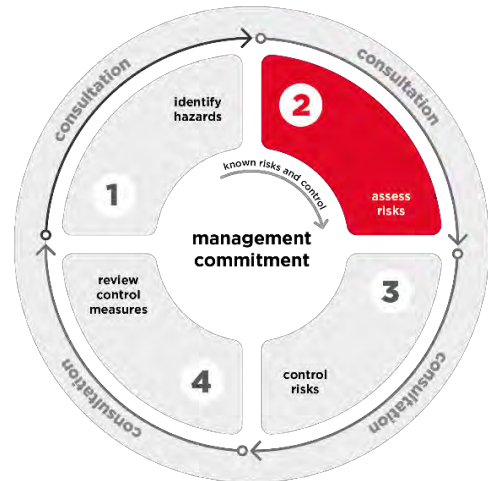 consultation
consultation
identify
hazards
1
2
assess
risks
known risks and control
management
commitment
review
control
measures
4
3
control
risks
consultation
consultation